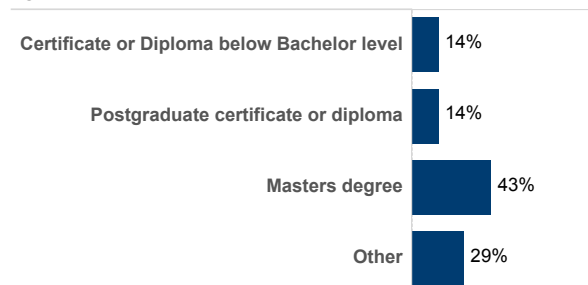 Certificate or Diploma below Bachelor level 14%
Postgraduate certificate or diploma 14%
Masters degree 43%
Other 29%